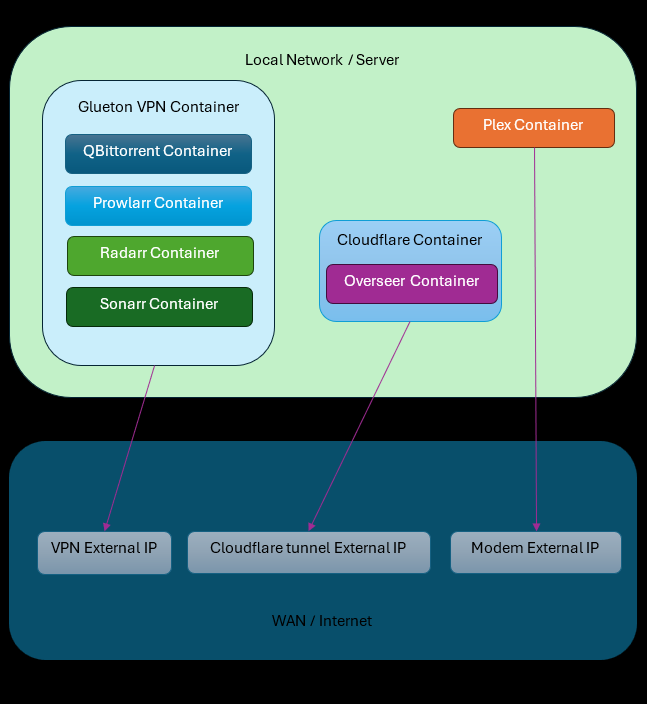 Local Network / Server
Glueton VPN Container
QBittorrent Container
Prowlarr Container
Radarr Container
Sonarr Container
Cloudflare Container
Overseer Container
Plex Container
VPN External IP
Cloudflare tunnel External IP
Modem External IP
WAN / Internet